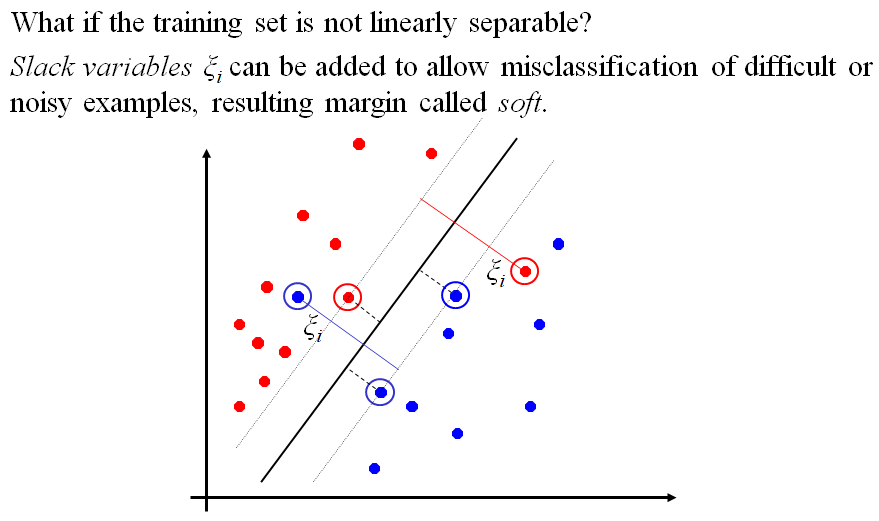 What if the training set is not linearly separable?
Slack variables ξi can be added to allow misclassification of difficult or
noisy examples, resulting margin called soft.
ξi
ξi